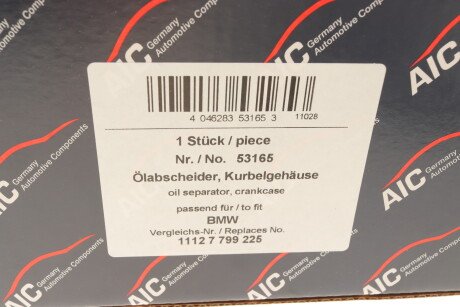 AIC Germany
Automotive Components
AIC Germany
Automotive Components
AIC Germany
Automotive Components
AIC Germany
Automotive Components
4 046283 53165 3
11028
1 Stück / piece
Nr. / No. 53165
Ölabscheider, Kurbelgehäuse
oil separator, crankcase
passend für / to fit
BMW
Vergleichs-Nr. / Replaces No.
1112 7 799 225